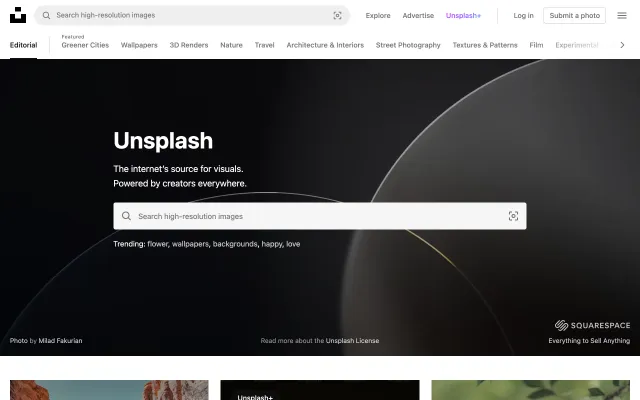 Search high-resolution images
Explore
Advertise
Unsplash+
Log in
Submit a photo
Editorial
Featured
Greener Cities
Wallpapers
3D Renders
Nature
Travel
Architecture & Interiors
Street Photography
Textures & Patterns
Film
Experimental
Unsplash
The internet's source for visuals.
Powered by creators everywhere.
Search high-resolution images
Trending: flower, wallpapers, backgrounds, happy, love
SQUARESPACE
Photo by Milad Fakurian
Read more about the Unsplash License
Everything to Sell Anything
Unsplash+